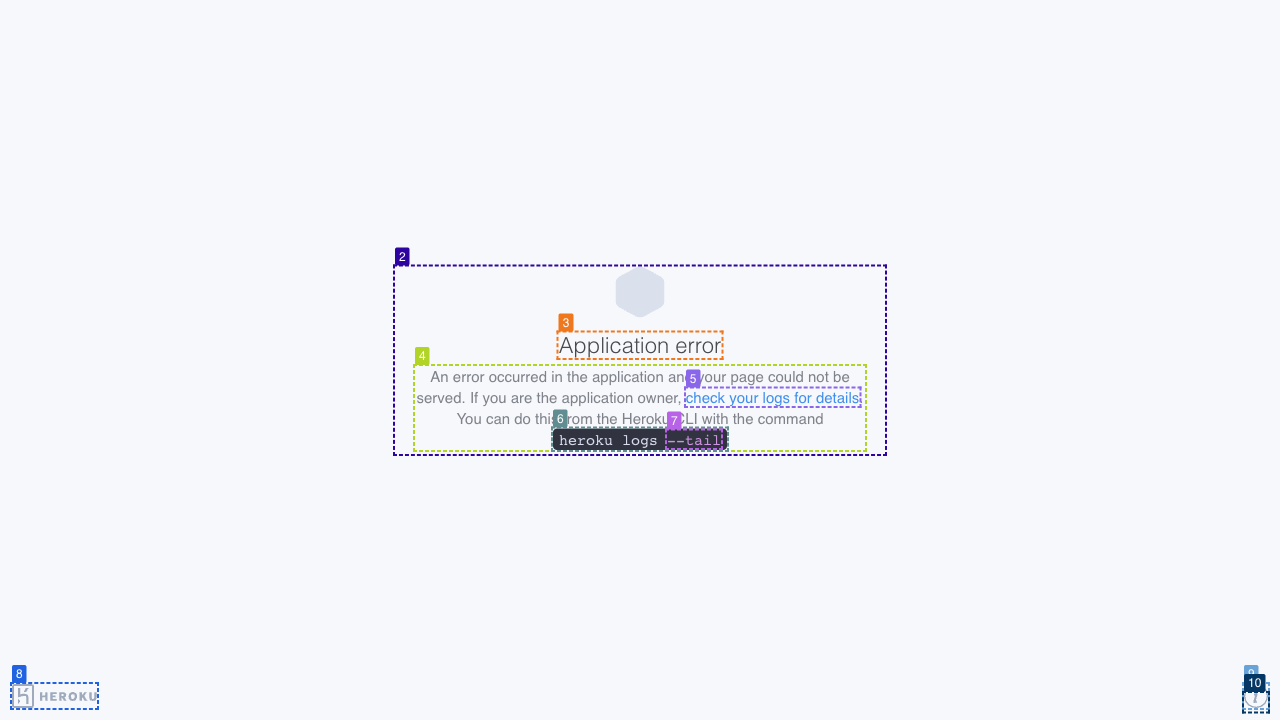 2
3
Application error
4
An error occurred in the application and your page could not be
5
served. If you are the application owner, check your logs for details.
You can do this from the Heroku CLI with the command
6
7
heroku logs --tail
8
HEROKU
9
10